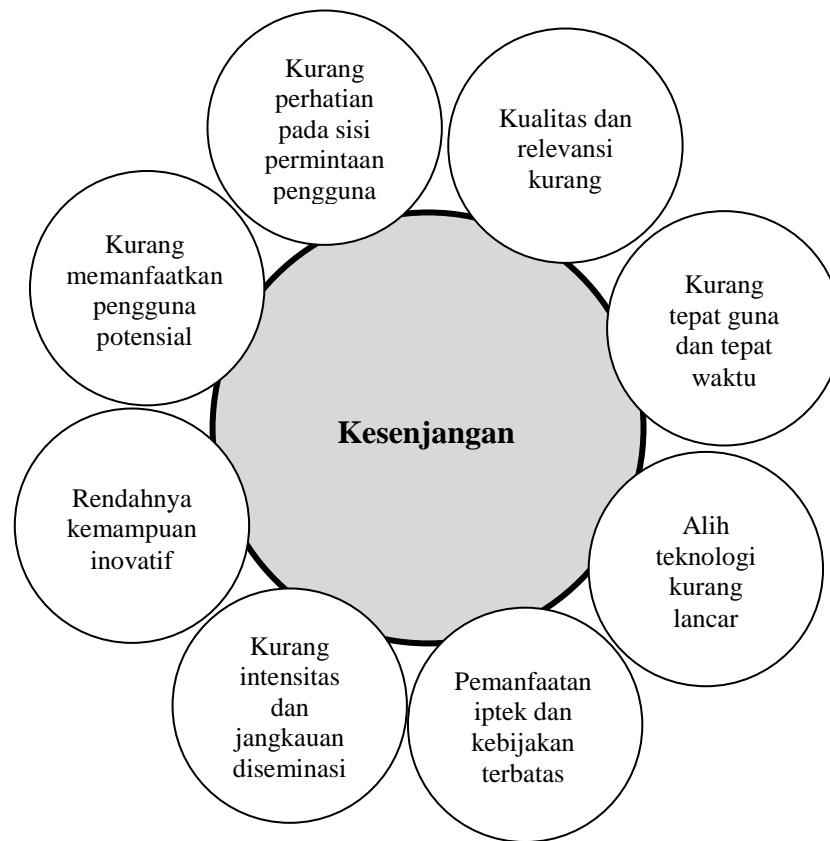 Kurang
perhatian
pada sisi
permintaan
pengguna
Kualitas dan
relevansi
kurang
Kurang
tepat guna
dan tepat
waktu
Alih
teknologi
kurang
lancar
Pemanfaatan
iptek dan
kebijakan
terbatas
Kurang
intensitas
dan
jangkauan
diseminasi
Rendahnya
kemampuan
inovatif
Kurang
memanfaatkan
pengguna
potensial
Kesenjangan